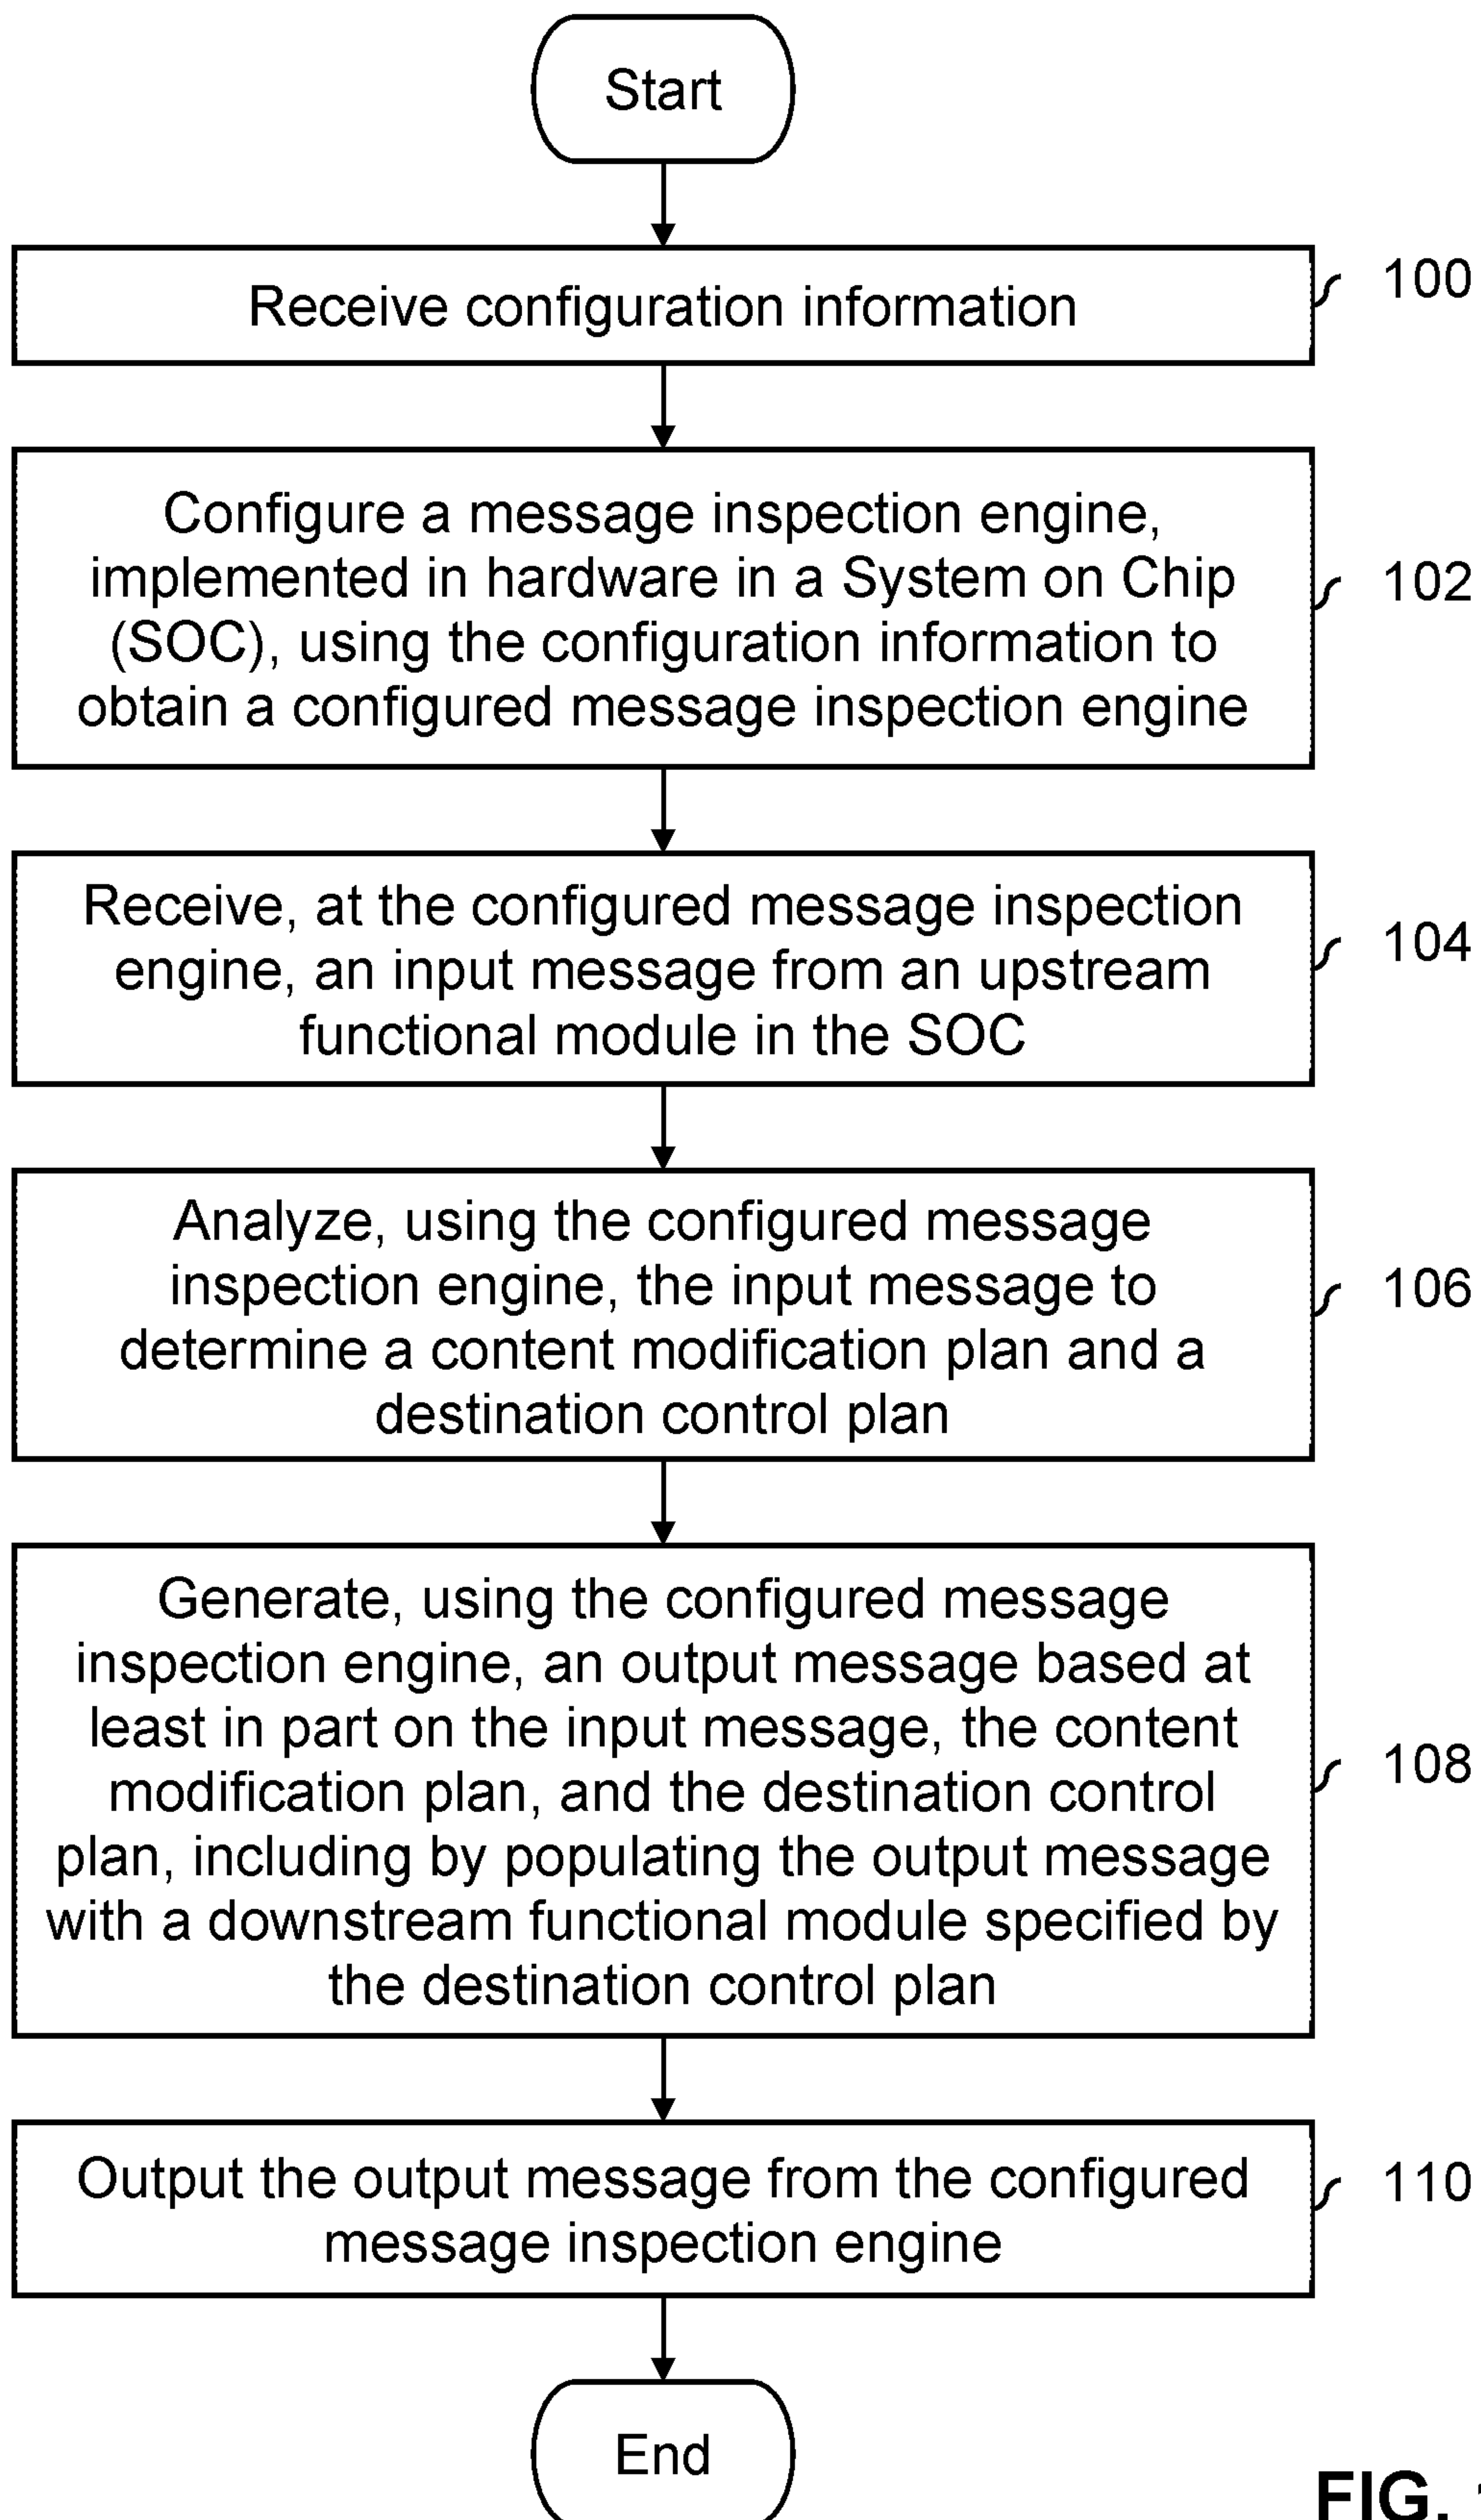 Start
Receive configuration information
100
Configure a message inspection engine,
implemented in hardware in a System on Chip
(SOC), using the configuration information to
obtain a configured message inspection engine
102
Receive, at the configured message inspection
engine, an input message from an upstream
functional module in the SOC
104
Analyze, using the configured message
inspection engine, the input message to
determine a content modification plan and a
destination control plan
106
Generate, using the configured message
inspection engine, an output message based at
least in part on the input message, the content
modification plan, and the destination control
plan, including by populating the output message
with a downstream functional module specified by
the destination control plan
108
Output the output message from the configured
message inspection engine
110
End
FIG.